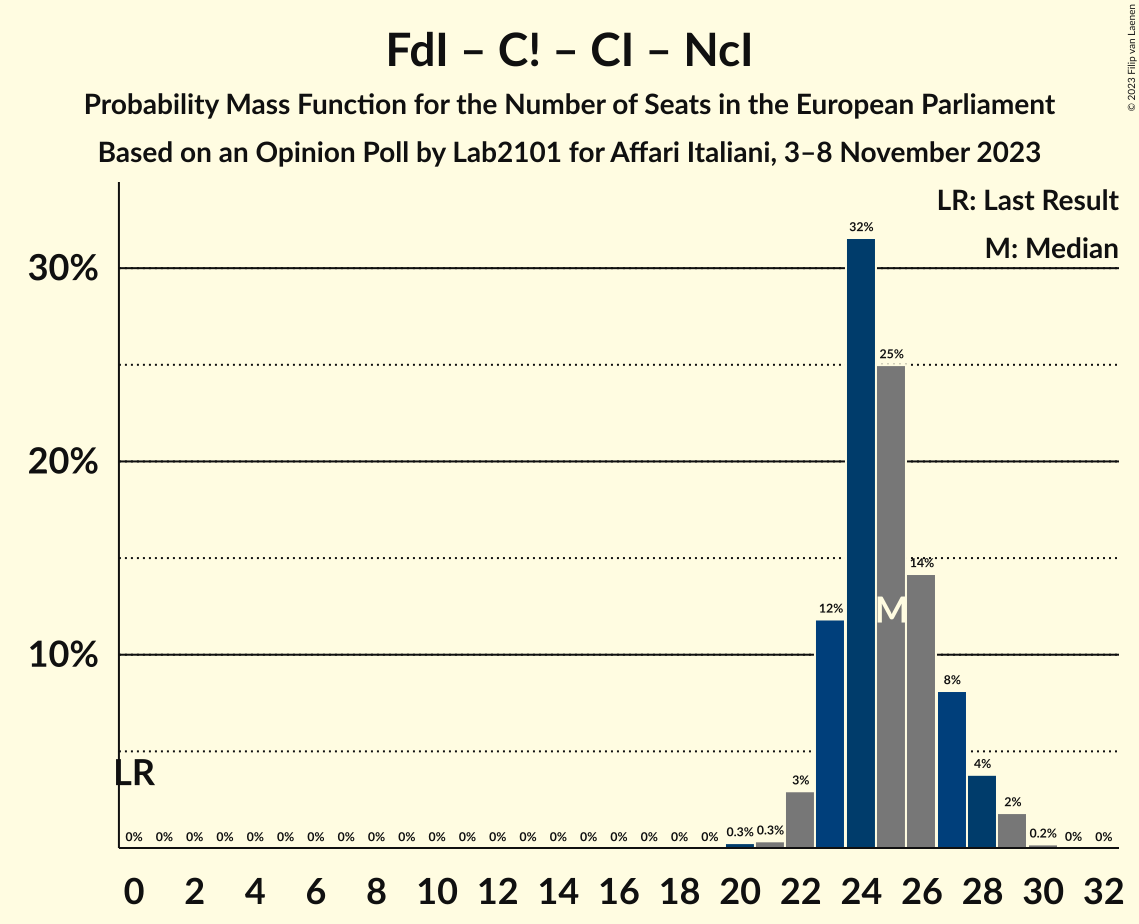 FdI – C! – CI – NcI
Probability Mass Function for the Number of Seats in the European Parliament
Based on an Opinion Poll by Lab2101 for Affari Italiani, 3–8 November 2023
© 2023 Filip van Laenen
LR: Last Result
M: Median
30%
20%
10%
32%
25%
14%
12%
8%
4%
3%
2%
M
LR
0% 0% 0% 0% 0% 0% 0% 0% 0% 0% 0% 0% 0% 0% 0% 0% 0% 0% 0% 0% 0.3% 0.3% 0.2% 0% 0%
0 2 4 6 8 10 12 14 16 18 20 22 24 26 28 30 32